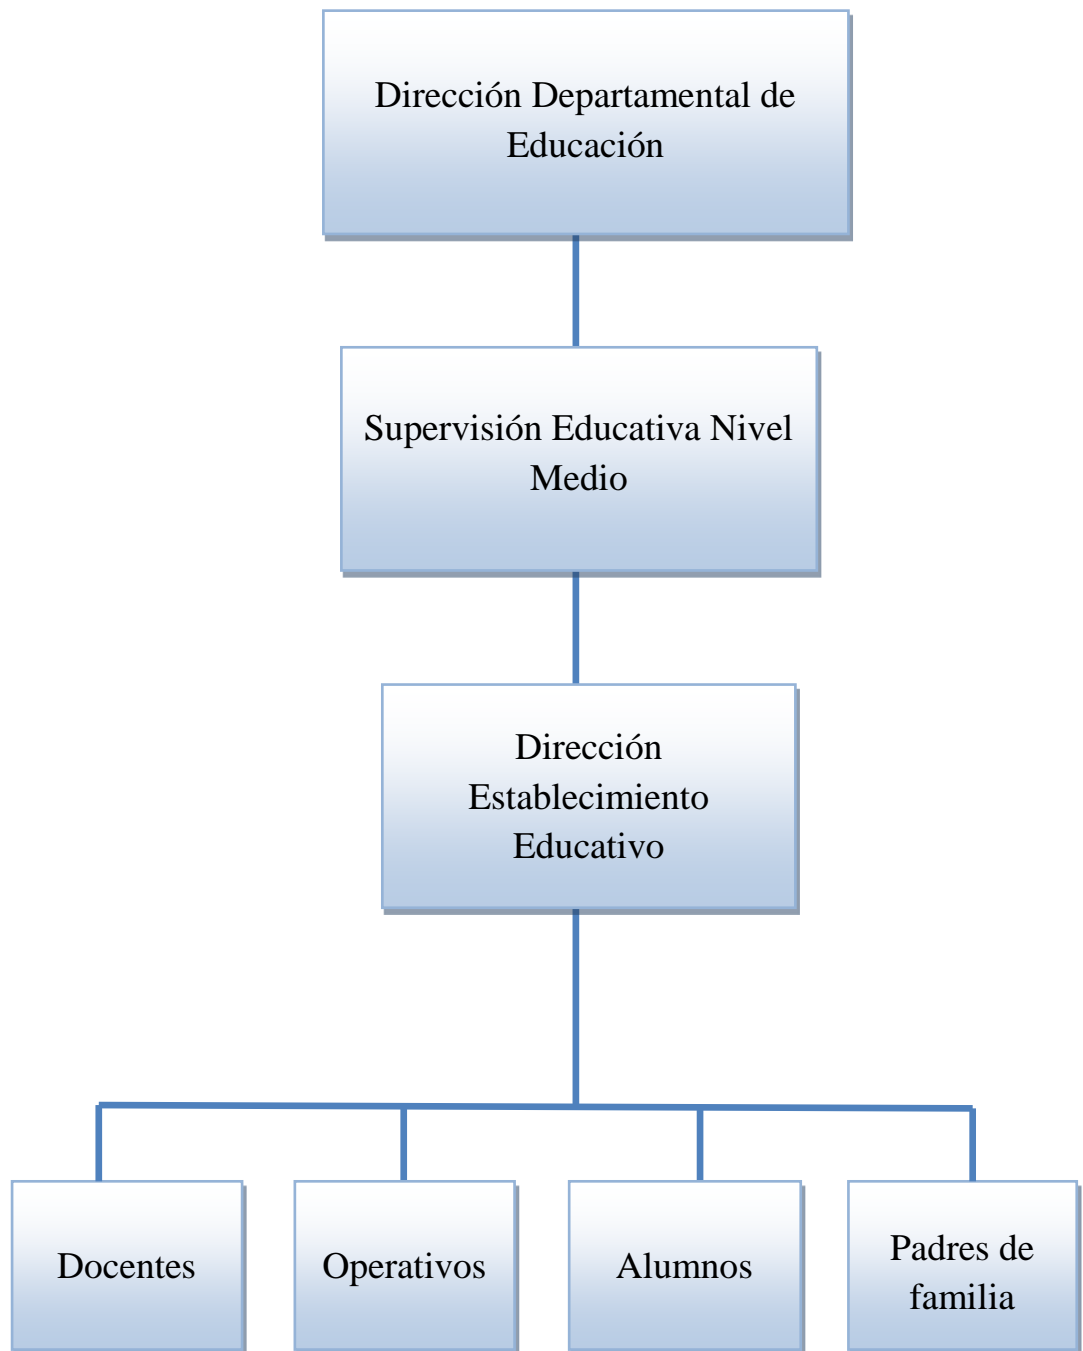 Dirección Departamental de
Educación
Supervisión Educativa Nivel
Medio
Dirección
Establecimiento
Educativo
Docentes
Operativos
Alumnos
Padres de
familia